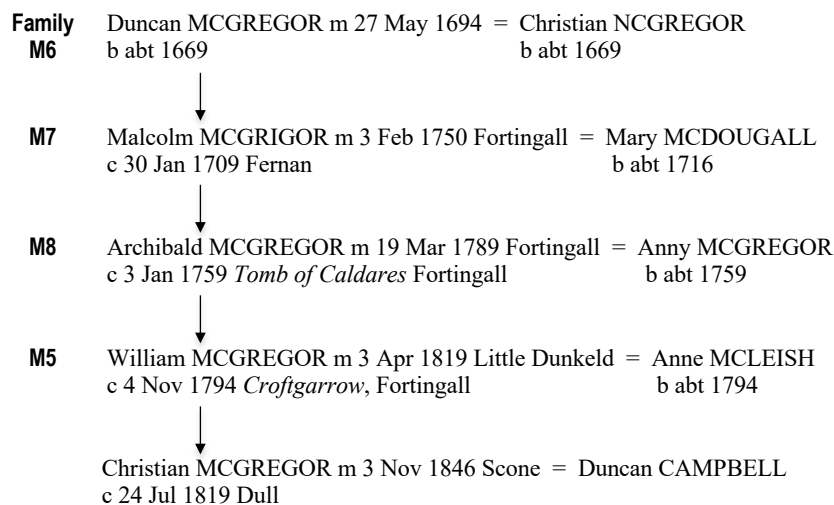 Family Duncan MCGREGOR m 27 May 1694 = Christian NCGREGOR
M6 b abt 1669 b abt 1669
M7 Malcolm MCGRIGOR m 3 Feb 1750 Fortingall = Mary MCDOUGALL
c 30 Jan 1709 Fernan b abt 1716
M8 Archibald MCGREGOR m 19 Mar 1789 Fortingall = Anny MCGREGOR
c 3 Jan 1759 Tomb of Caldares Fortingall b abt 1759
M5 William MCGREGOR m 3 Apr 1819 Little Dunkeld = Anne MCLEISH
c 4 Nov 1794 Croftgarrow, Fortingall b abt 1794
Christian MCGREGOR m 3 Nov 1846 Scone = Duncan CAMPBELL
c 24 Jul 1819 Dull